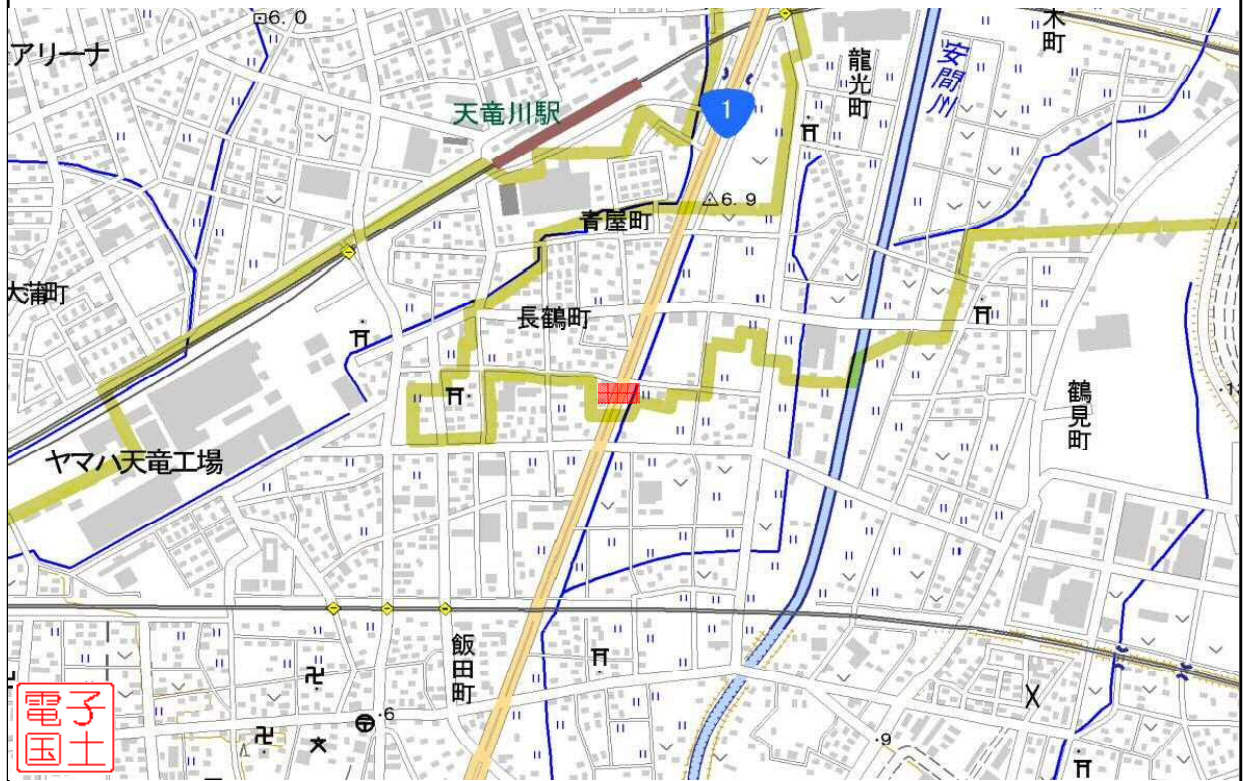 6.0
アリーナ
木町
龍光町
安間川
天竜川駅
1
6.9
青屋町
大蒲町
長鶴町
鶴見町
ヤマハ天竜工場
飯田町
6
9
電子
国土